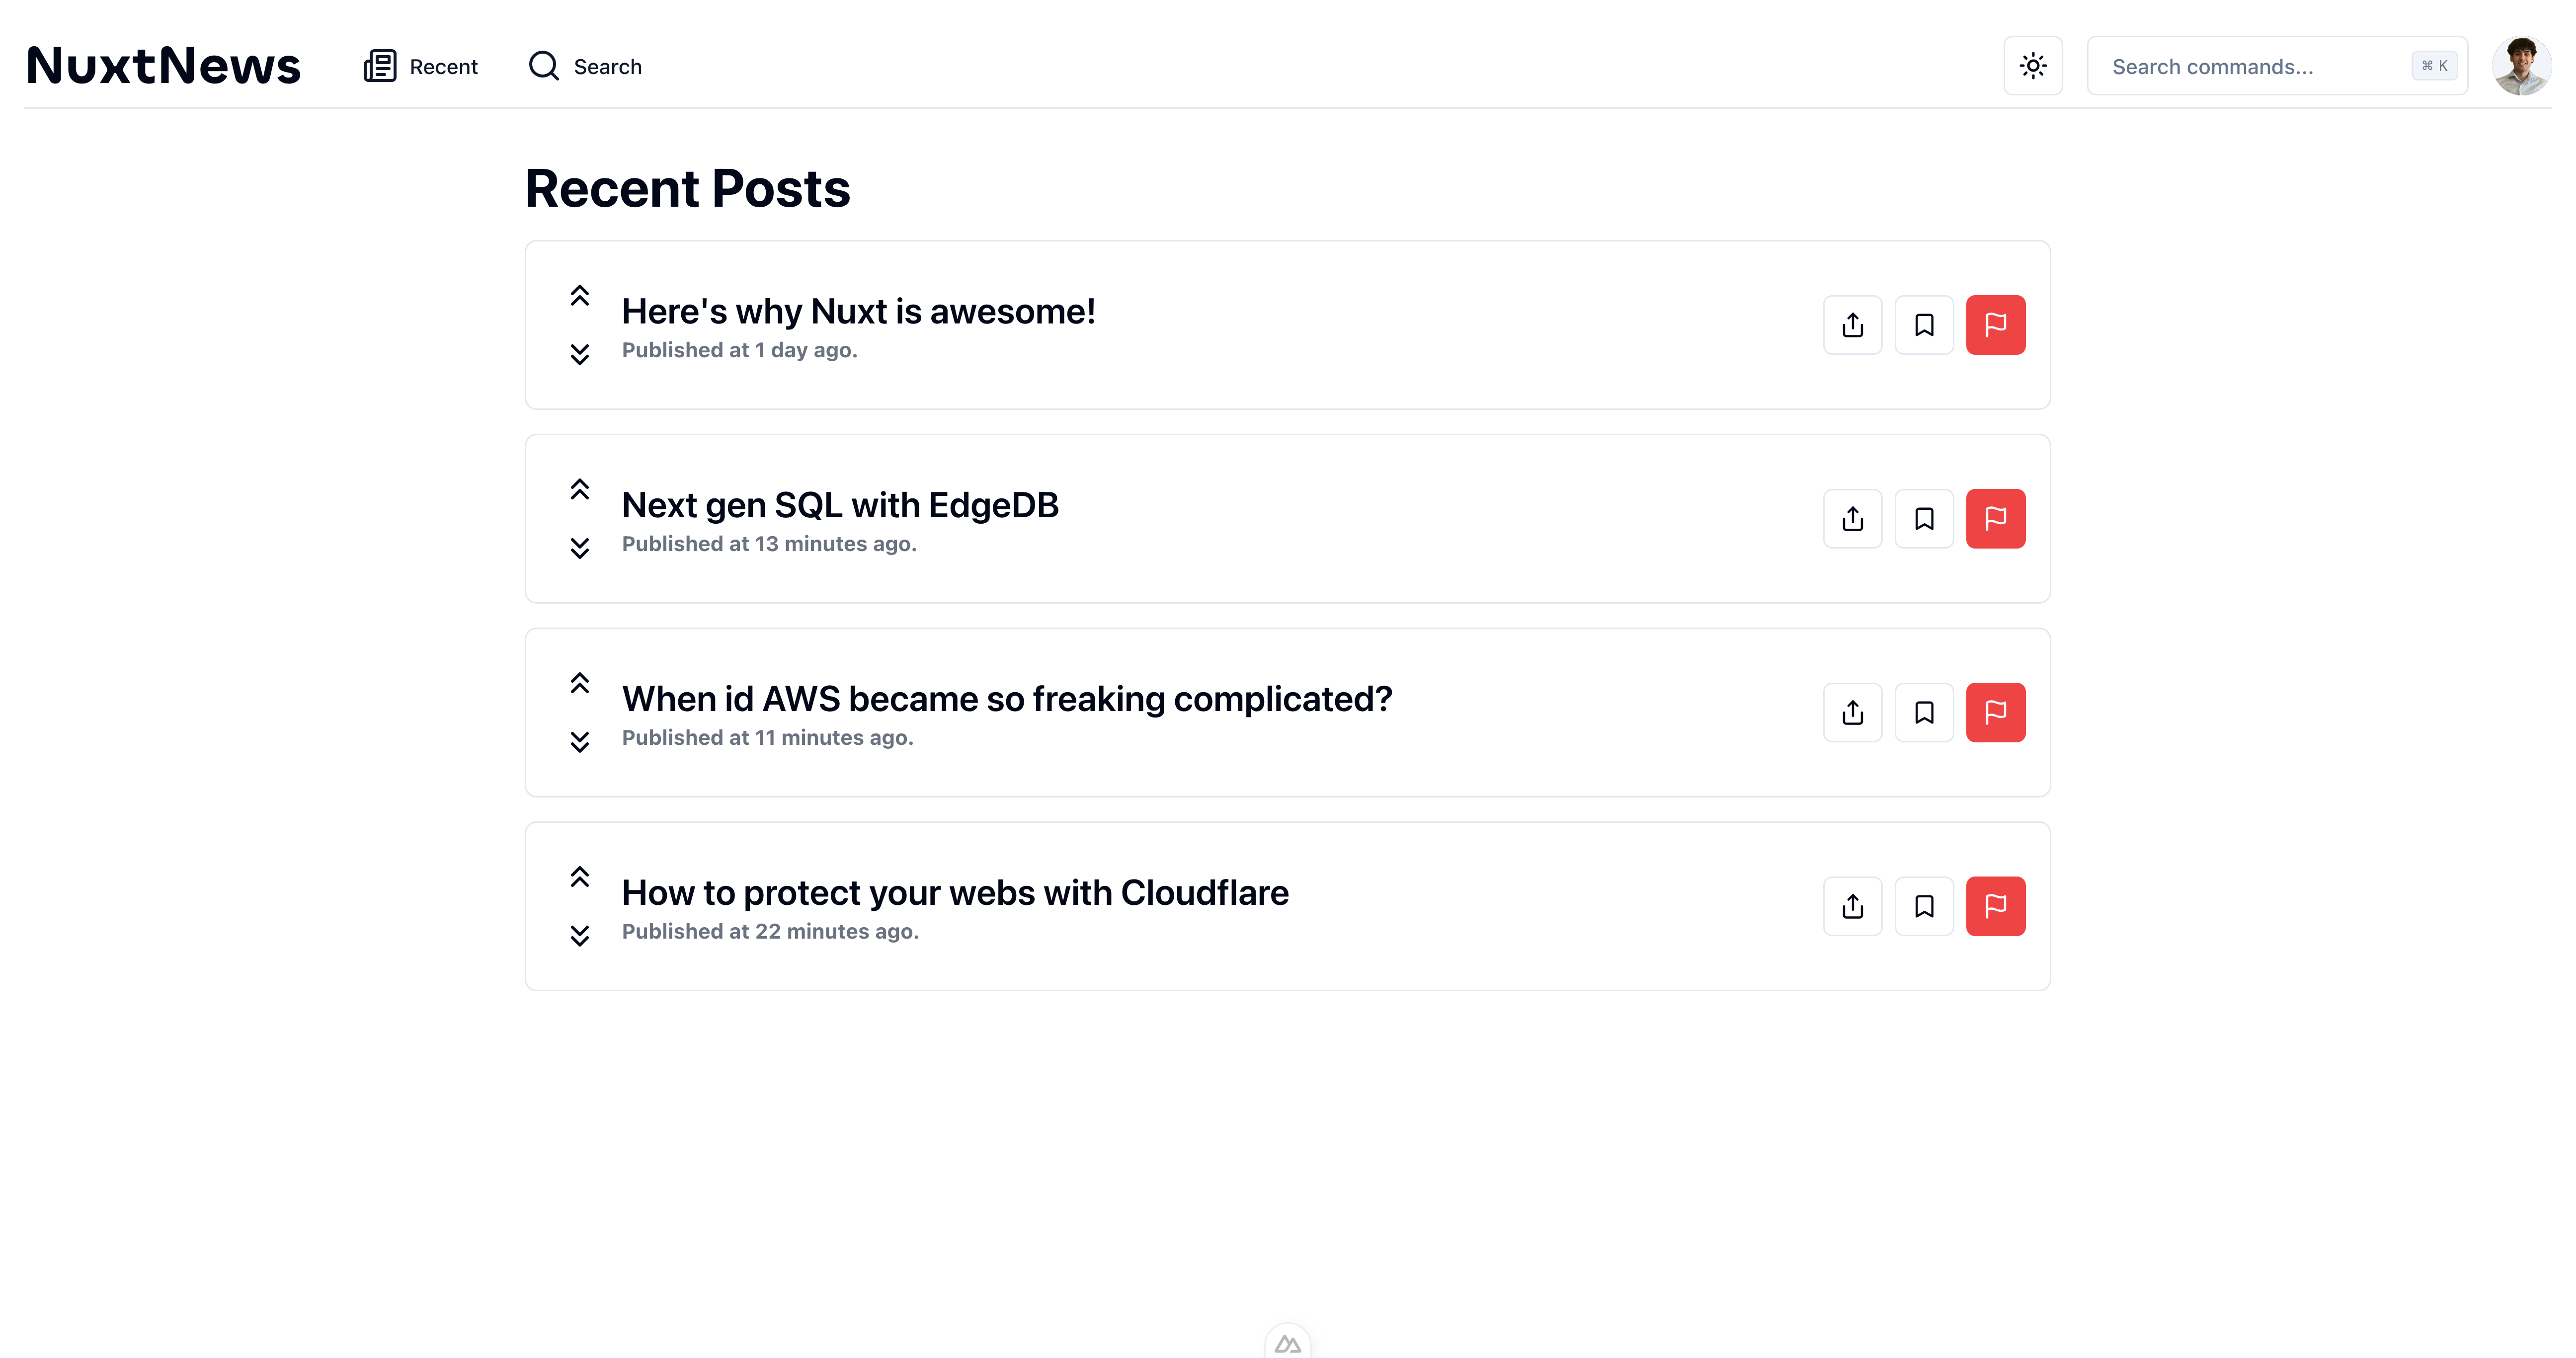 NuxtNews
Recent
Search
Search commands...
⌘ K
Recent Posts
Here's why Nuxt is awesome!
Published at 1 day ago.
Next gen SQL with EdgeDB
Published at 13 minutes ago.
When id AWS became so freaking complicated?
Published at 11 minutes ago.
How to protect your webs with Cloudflare
Published at 22 minutes ago.